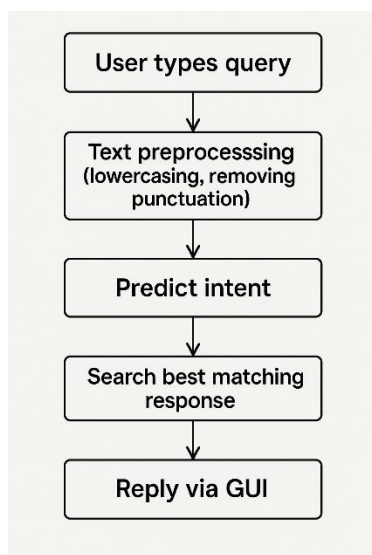 User types query
Text preprocesssing
(lowercasing, removing
punctuation)
Predict intent
Search best matching
response
Reply via GUI